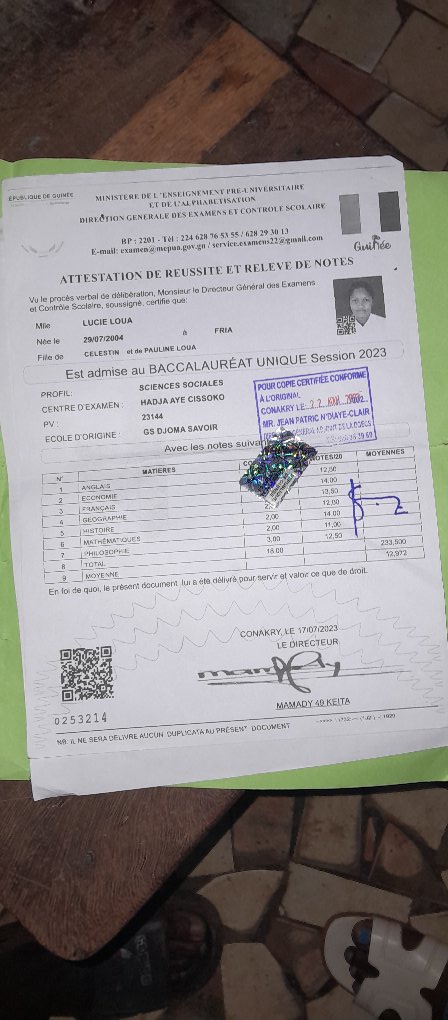 RÉPUBLIQUE DE GUINÉE
MINISTERE DE L'ENSEIGNEMENT PRE-UNIVERSITAIRE
ET DE L'ALPHABETISATION
DIRECTION GENERALE DES EXAMENS ET CONTROLE SCOLAIRE
BP : 2201 - Tél : 224 628 76 53 55 / 628 29 30 13
E-mail: examen@mepua.gov.gn / service.examens22@gmail.com
Guinée
ATTESTATION DE REUSSITE ET RELEVE DE NOTES
Vu le procès verbal de délibération, Monsieur le Directeur Général des Examens
et Contrôle Scolaire, soussigné, certifie que:
Mlle LUCIE LOUA
Née le 29/07/2004 à FRIA
Fille de CELESTIN et de PAULINE LOUA
Est admise au BACCALAURÉAT UNIQUE Session 2023
PROFIL: SCIENCES SOCIALES
CENTRE D'EXAMEN : HADJA AYE CISSOKO
PV : 23144
ECOLE D'ORIGINE : GS DJOMA SAVOIR
POUR COPIE CERTIFIÉE CONFORME
À L'ORIGINAL
CONAKRY LE: 22
MR. JEAN PATRIC N'DIAYE-CLAIR
Avec les notes
N° MATIERES NOTES/20 MOYENNES
1 ANGLAIS 12,50
2 ECONOMIE 14,00
3 FRANÇAIS 13,50
4 GEOGRAPHIE 2,00 12,00
5 HISTOIRE 2,00 14,00
6 MATHÉMATIQUES 2,00 11,00
7 PHILOSOPHIE 3,00 12,50
8 TOTAL 18,00 233,500
9 MOYENNE 12,972
En foi de quoi, le présent document lui a été délivré pour servir et valoir ce que de droit.
CONAKRY, LE 17/07/2023
LE DIRECTEUR
MAMADY 49 KEITA
0253214
NB: IL NE SERA DÉLIVRÉ AUCUN DUPLICATA AU PRÉSENT DOCUMENT